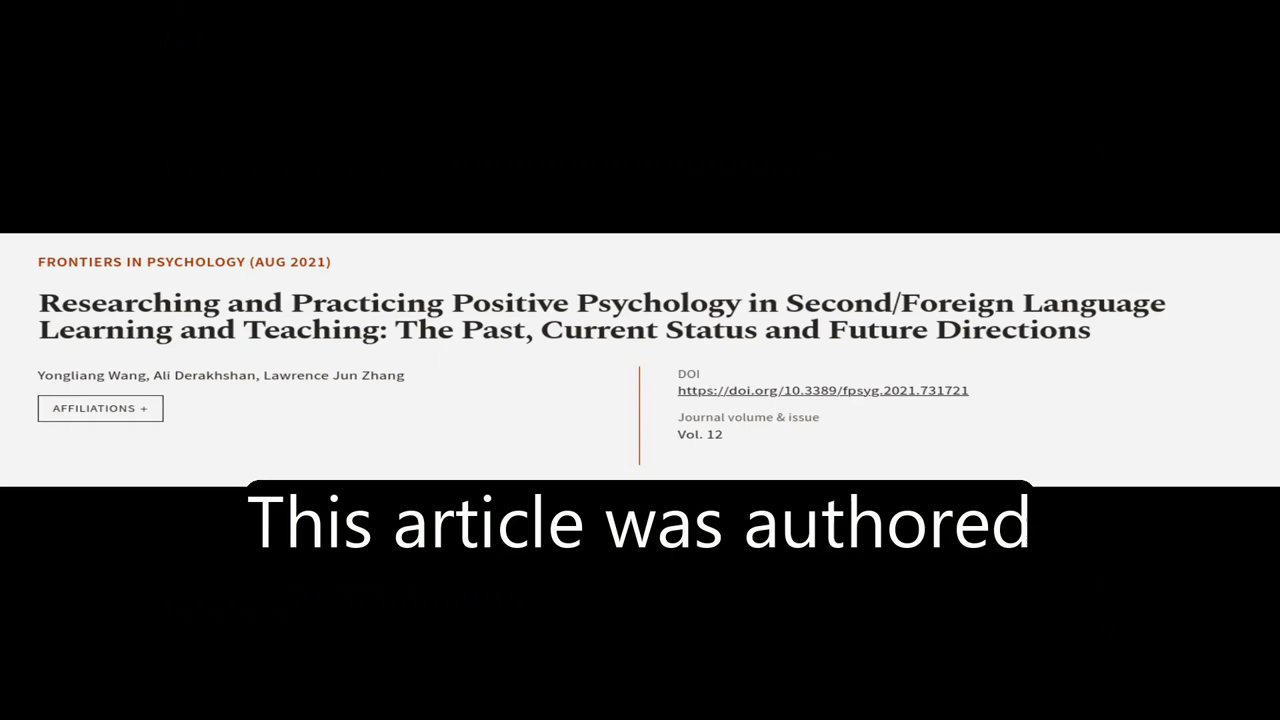 FRONTIERS IN PSYCHOLOGY (AUG 2021)
Researching and Practicing Positive Psychology in Second/Foreign Language
Learning and Teaching: The Past, Current Status and Future Directions
Yongliang Wang, Ali Derakhshan, Lawrence Jun Zhang
AFFILIATIONS +
DOI
https://doi.org/10.3389/fpsyg.2021.731721
Journal volume & issue
Vol. 12
This article was authored